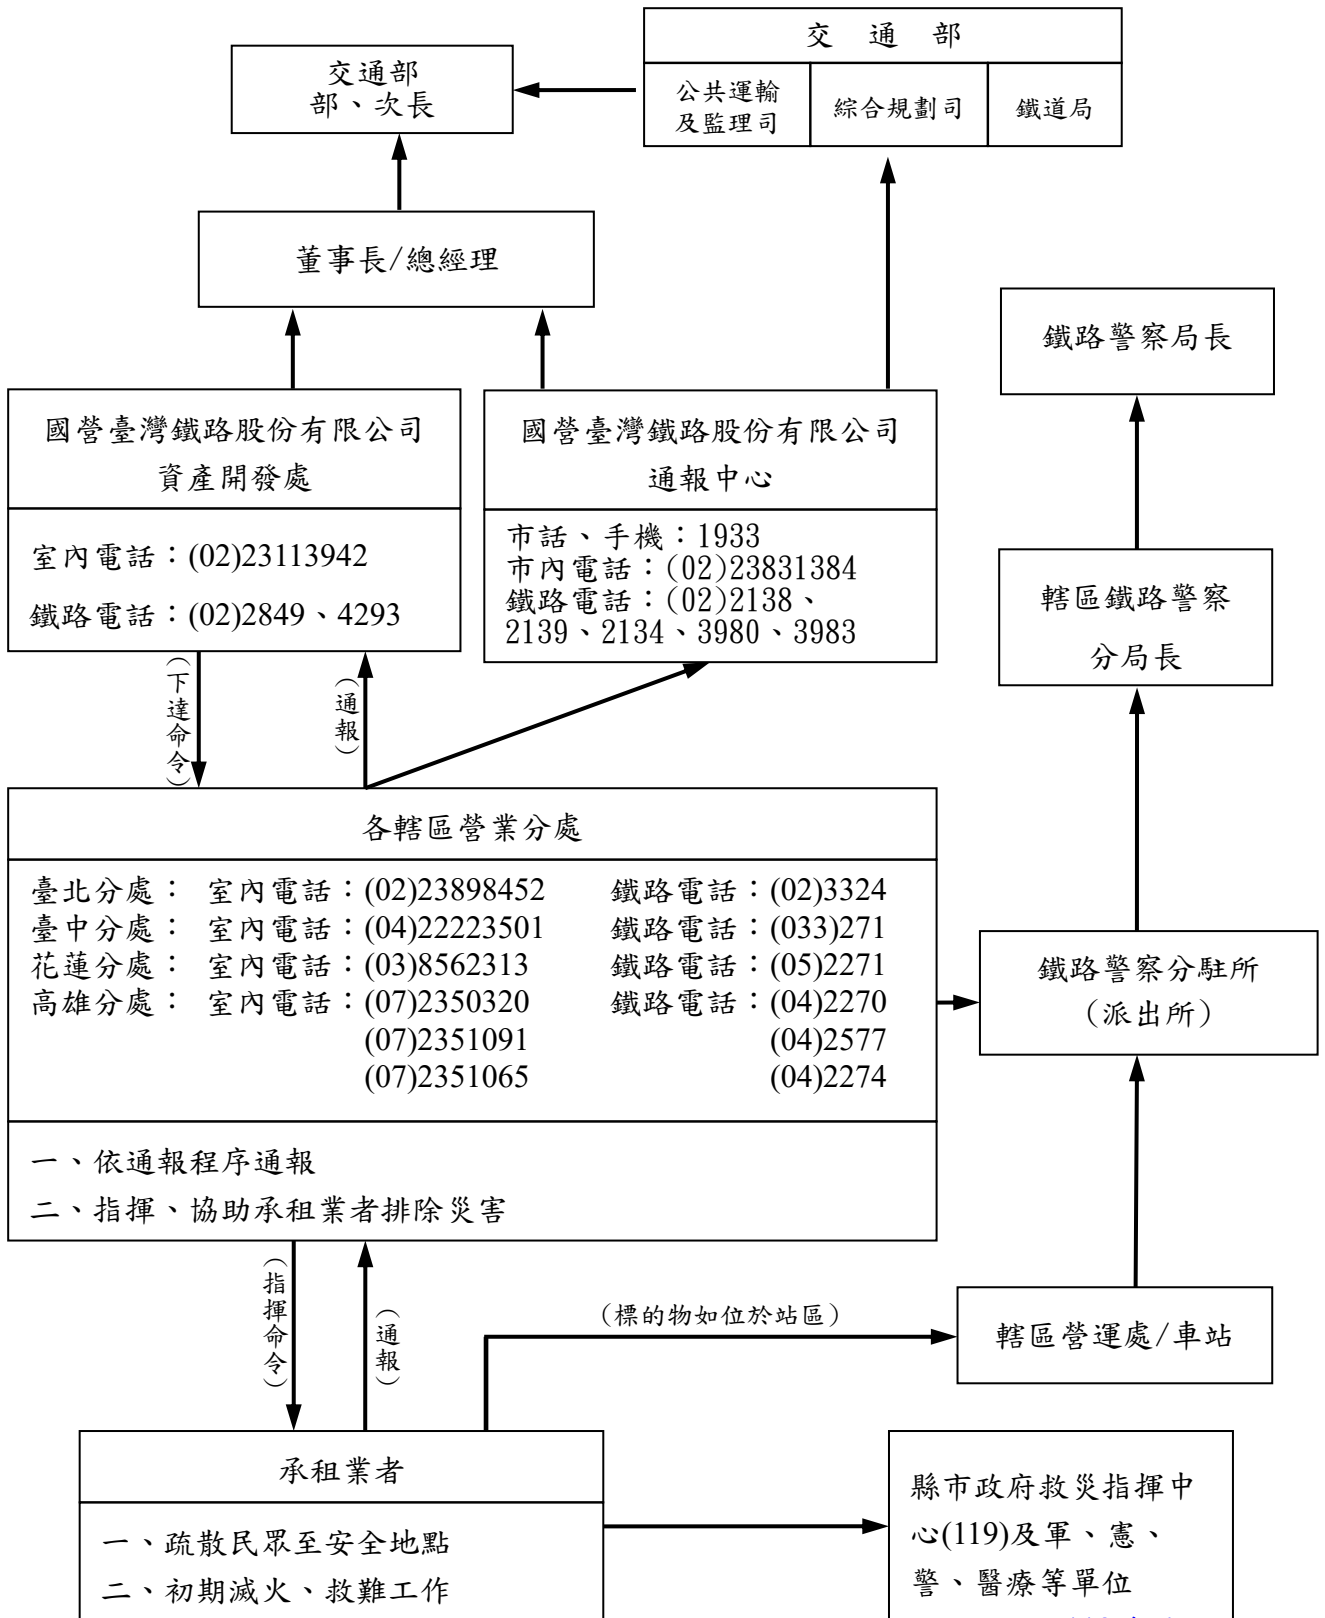 交通部
公共運輸
及監理司
綜合規劃司
鐵道局
交通部
部、次長
董事長/總經理
鐵路警察局長
國營臺灣鐵路股份有限公司
資產開發處
室內電話：(02)23113942
鐵路電話：(02)2849、4293
國營臺灣鐵路股份有限公司
通報中心
市話、手機：1933
市內電話：(02)23831384
鐵路電話：(02)2138、
2139、2134、3980、3983
轄區鐵路警察
分局長
(下達命令)
(通報)
各轄區營業分處
臺北分處： 室內電話：(02)23898452 鐵路電話：(02)3324
臺中分處： 室內電話：(04)22223501 鐵路電話：(033)271
花蓮分處： 室內電話：(03)8562313 鐵路電話：(05)2271
高雄分處： 室內電話：(07)2350320 鐵路電話：(04)2270
(07)2351091 (04)2577
(07)2351065 (04)2274
一、依通報程序通報
二、指揮、協助承租業者排除災害
鐵路警察分駐所
(派出所)
(指揮命令)
(通報)
(標的物如位於站區)
轄區營運處/車站
承租業者
一、疏散民眾至安全地點
二、初期滅火、救難工作
縣市政府救災指揮中
心(119)及軍、憲、
警、醫療等單位